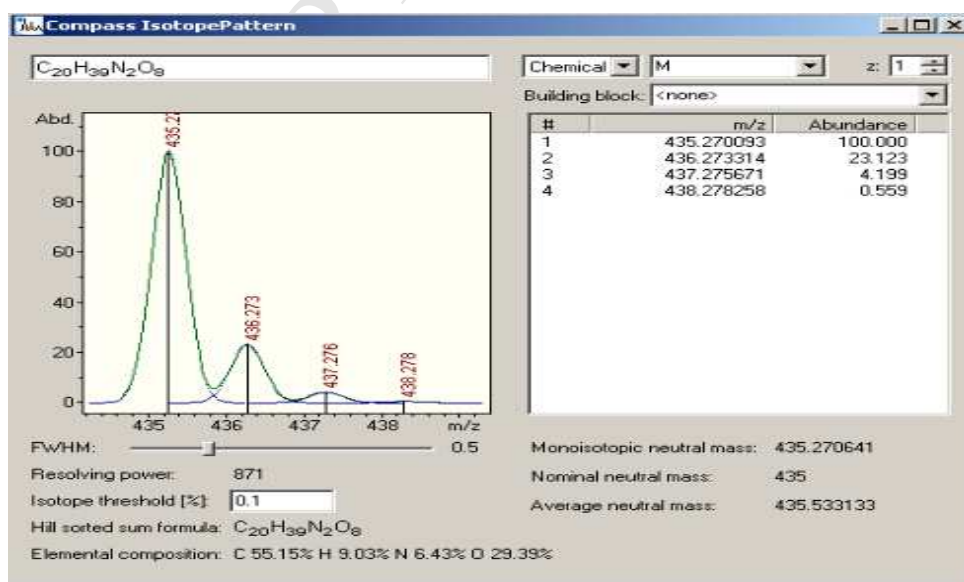 Compass IsotopePattern
C20H39N2O8
Chemical M z: 1
Building block: <none>
Abd.
100
80
60
40
20
0
435.27
436.273
437.276
438.278
435 436 437 438 m/z
# m/z Abundance
1 435.270093 100.000
2 436.273314 23.123
3 437.275671 4.199
4 438.278258 0.559
FWHM: 0.5
Resolving power: 871
Isotope threshold [%]: 0.1
Hill sorted sum formula: C20H39N2O8
Elemental composition: C 55.15% H 9.03% N 6.43% O 29.39%
Monoisotopic neutral mass: 435.270641
Nominal neutral mass: 435
Average neutral mass: 435.533133